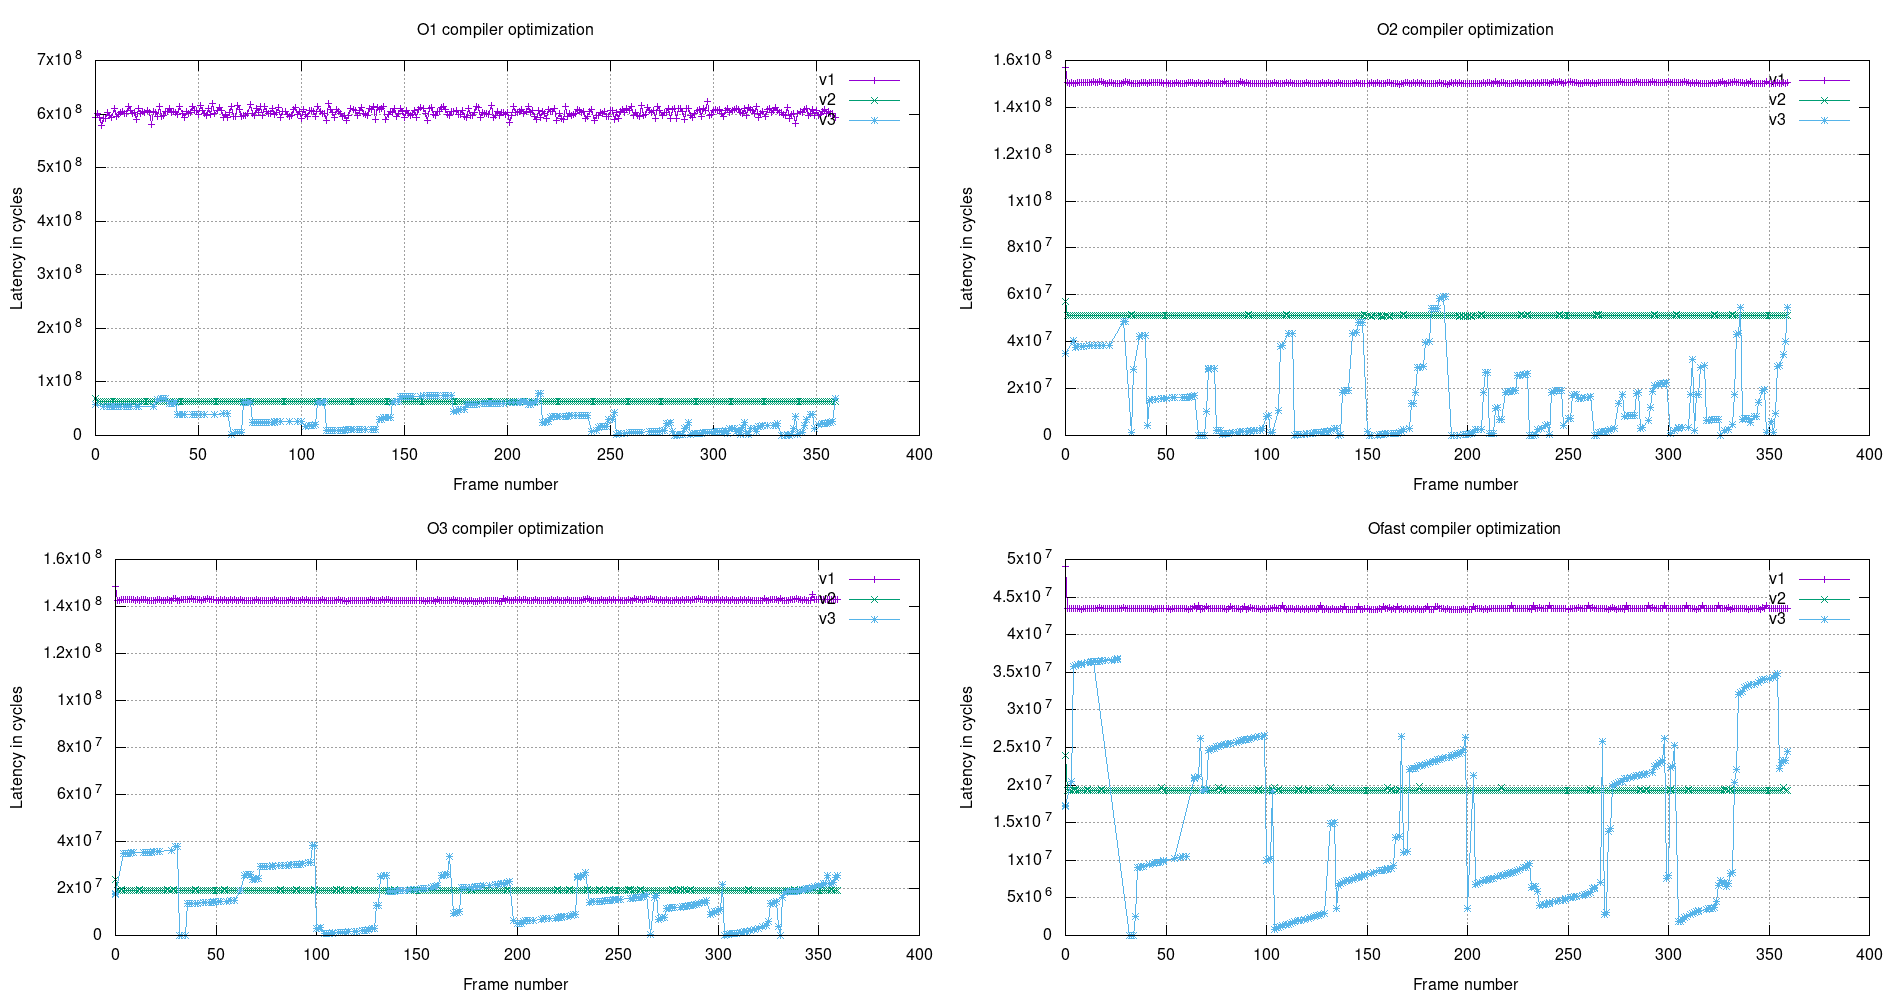 O1 compiler optimization
7x10^8
6x10^8
5x10^8
4x10^8
3x10^8
2x10^8
1x10^8
0
Latency in cycles
v1
v2
v3
0 50 100 150 200 250 300 350 400
Frame number
O2 compiler optimization
1.6x10^8
1.4x10^8
1.2x10^8
1x10^8
8x10^7
6x10^7
4x10^7
2x10^7
0
Latency in cycles
v1
v2
v3
0 50 100 150 200 250 300 350 400
Frame number
O3 compiler optimization
1.6x10^8
1.4x10^8
1.2x10^8
1x10^8
8x10^7
6x10^7
4x10^7
2x10^7
0
Latency in cycles
v1
v2
v3
0 50 100 150 200 250 300 350 400
Frame number
Ofast compiler optimization
5x10^7
4.5x10^7
4x10^7
3.5x10^7
3x10^7
2.5x10^7
2x10^7
1.5x10^7
1x10^7
5x10^6
0
Latency in cycles
v1
v2
v3
0 50 100 150 200 250 300 350 400
Frame number